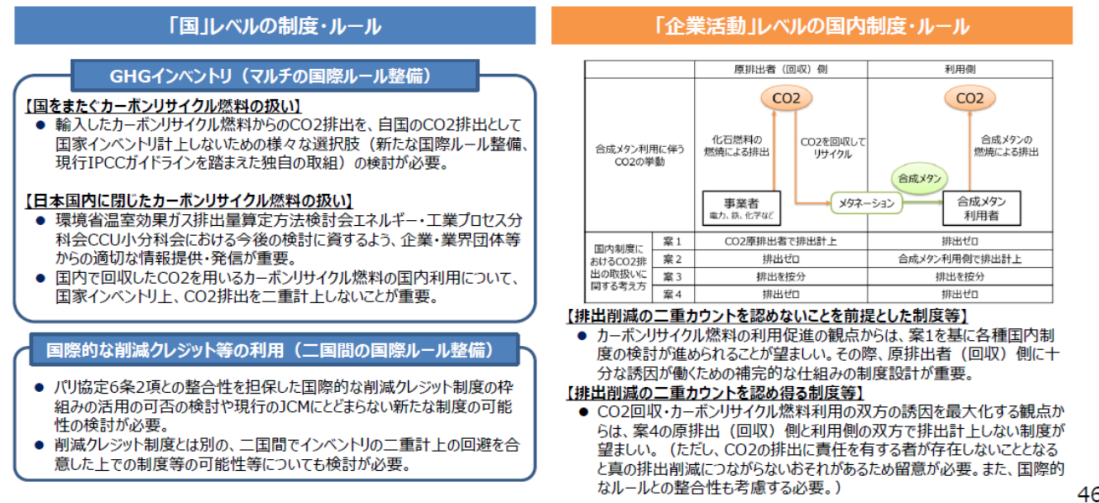 「国」レベルの制度・ルール
GHGインベントリ（マルチの国際ルール整備）
【国をまたぐカーボンリサイクル燃料の扱い】
● 輸入したカーボンリサイクル燃料からのCO2排出を、自国のCO2排出として
国家インベントリ計上しないための様々な選択肢（新たな国際ルール整備、
現行IPCCガイドラインを踏まえた独自の取組）の検討が必要。
【日本国内に閉じたカーボンリサイクル燃料の扱い】
● 環境省温室効果ガス排出量算定方法検討会エネルギー・工業プロセス分
科会CCU小分科会における今後の検討に資するよう、企業・業界団体等
からの適切な情報提供・発信が重要。
● 国内で回収したCO2を用いるカーボンリサイクル燃料の国内利用について、
国家インベントリ上、CO2排出を二重計上しないことが重要。
国際的な削減クレジット等の利用（二国間の国際ルール整備）
● パリ協定6条2項との整合性を担保した国際的な削減クレジット制度の枠
組みの活用の可否の検討や現行のJCMにとどまらない新たな制度の可能
性の検討が必要。
● 削減クレジット制度とは別の、二国間でインベントリの二重計上の回避を合
意した上での制度等の可能性等についても検討が必要。
「企業活動」レベルの国内制度・ルール
原排出者（回収）側 利用側
合成メタン利用に伴う
CO2の挙動
CO2
化石燃料の
燃焼による排出
CO2を回収して
リサイクル
事業者
電力、鉄、化学など
メタネーション
合成メタン
CO2
合成メタンの
燃焼による排出
合成メタン
利用者
国内制度に
おけるCO2排
出の取扱いに
関する考え方
案1 CO2原排出者で排出計上 排出ゼロ
案2 排出ゼロ 合成メタン利用側で排出計上
案3 排出を按分 排出を按分
案4 排出ゼロ 排出ゼロ
【排出削減の二重カウントを認めないことを前提とした制度等】
● カーボンリサイクル燃料の利用促進の観点からは、案1を基に各種国内制
度の検討が進められることが望ましい。その際、原排出者（回収）側に十
分な誘因が働くための補完的な仕組みの制度設計が重要。
【排出削減の二重カウントを認め得る制度等】
● CO2回収・カーボンリサイクル燃料利用の双方の誘因を最大化する観点か
らは、案4の原排出（回収）側と利用側の双方で排出計上しない制度が
望ましい。（ただし、CO2の排出に責任を有する者が存在しないこととなる
と真の排出削減につながらないおそれがあるため留意が必要。また、国際的
なルールとの整合性も考慮する必要。）
46